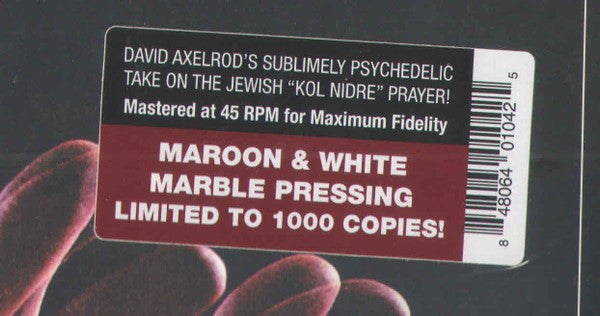 DAVID AXELROD'S SUBLIMELY PSYCHEDELIC
TAKE ON THE JEWISH “KOL NIDRE” PRAYER!
Mastered at 45 RPM for Maximum Fidelity
MAROON & WHITE
MARBLE PRESSING
LIMITED TO 1000 COPIES!
8 48064 01042 5